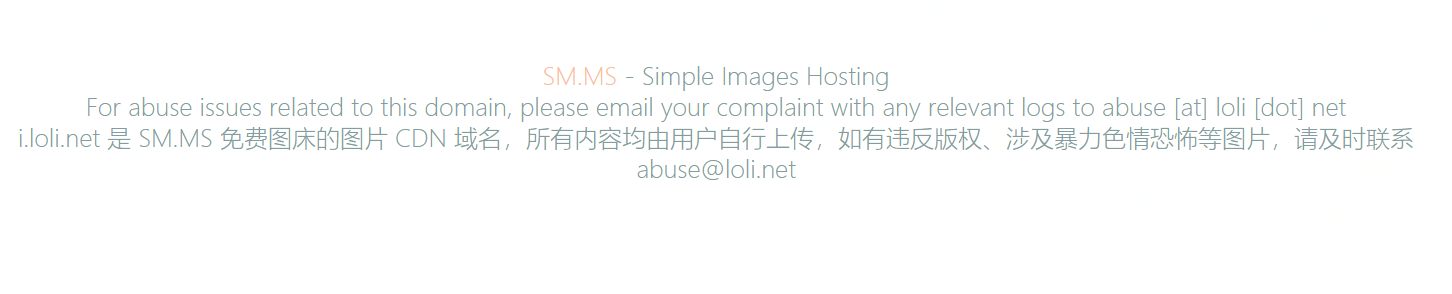 SM.MS - Simple Images Hosting
For abuse issues related to this domain, please email your complaint with any relevant logs to abuse [at] loli [dot] net
i.loli.net 是 SM.MS 免费图床的图片 CDN 域名，所有内容均由用户自行上传，如有违反版权、涉及暴力色情恐怖等图片，请及时联系
abuse@loli.net